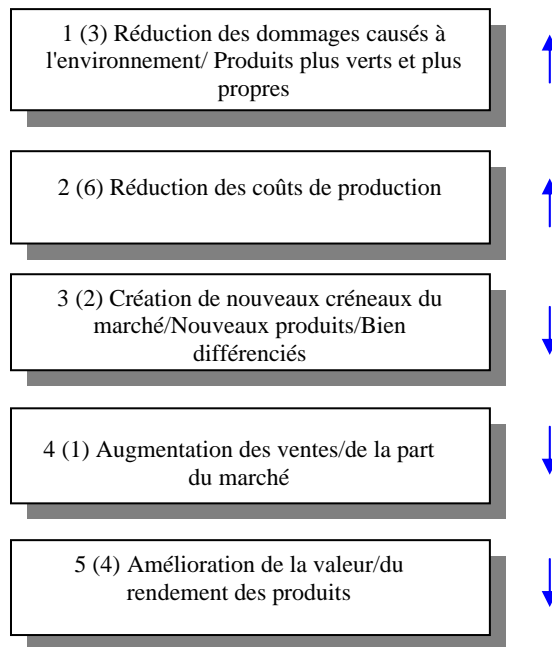 1 (3) Réduction des dommages causés à
l'environnement/ Produits plus verts et plus
propres
2 (6) Réduction des coûts de production
3 (2) Création de nouveaux créneaux du
marché/Nouveaux produits/Bien
différenciés
4 (1) Augmentation des ventes/de la part
du marché
5 (4) Amélioration de la valeur/du
rendement des produits